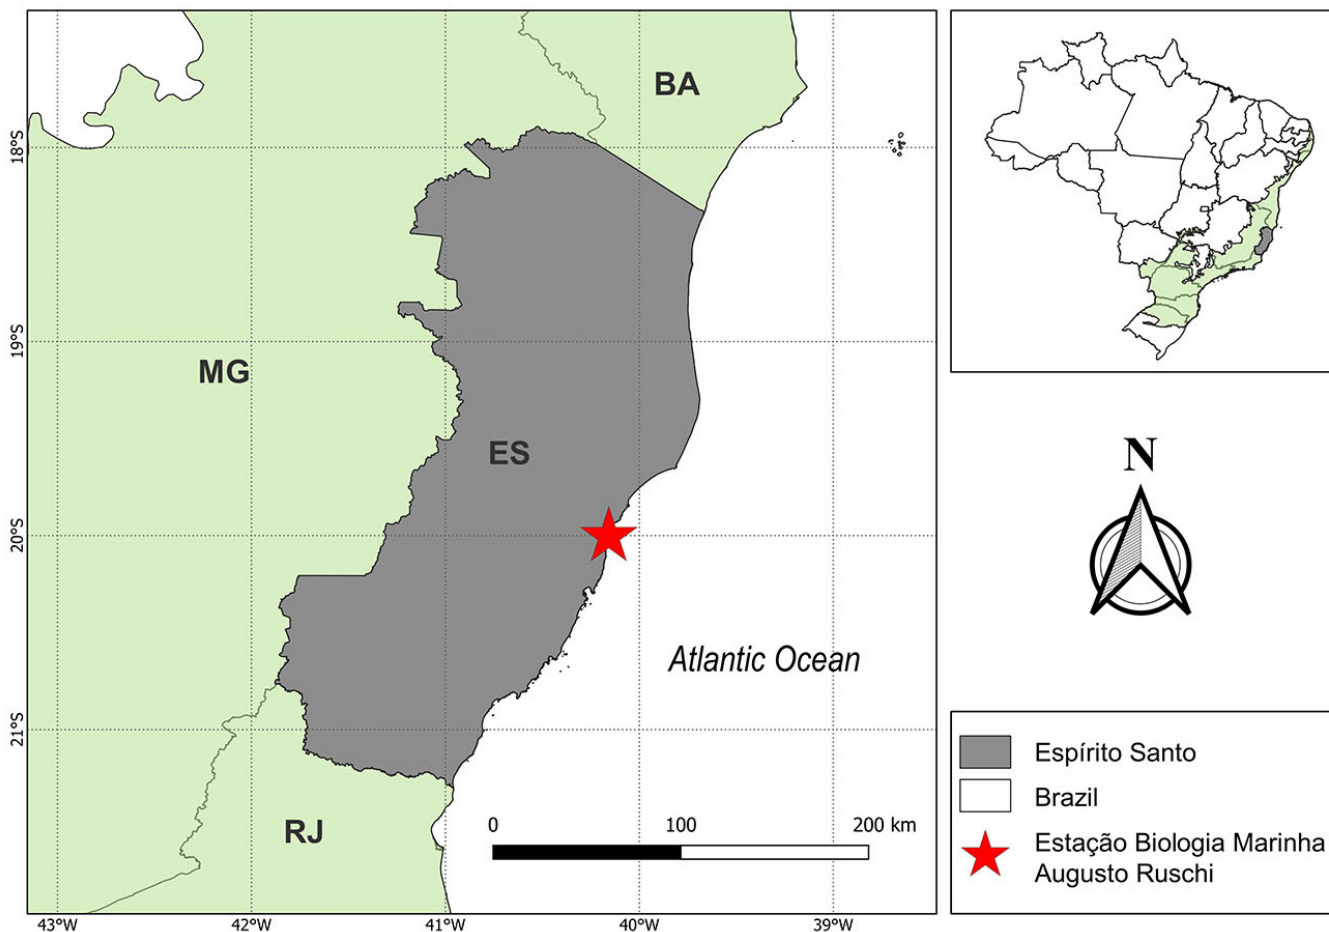 BA
MG
ES
RJ
Atlantic Ocean
0 100 200 km
18°S
19°S
20°S
21°S
43°W 42°W 41°W 40°W 39°W
N
Espírito Santo
Brazil
Estação Biologia Marinha
Augusto Ruschi